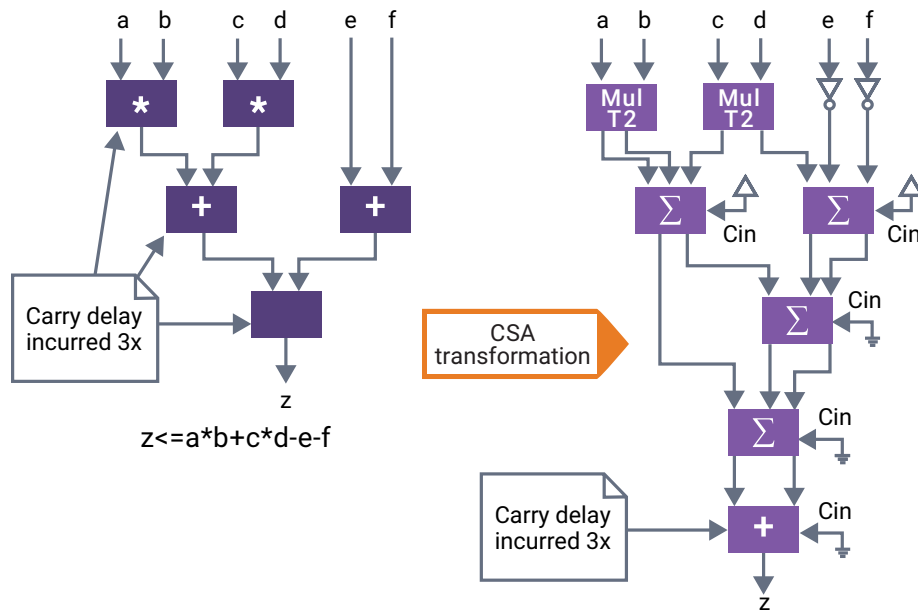 a b c d e f
* *
+ +
Carry delay
incurred 3x
z
z<=a*b+c*d-e-f
CSA
transformation
a b c d e f
Mul
T2
Mul
T2
Σ Σ
Cin Cin
Σ
Cin
Σ
Cin
Carry delay
incurred 3x
+
Cin
z